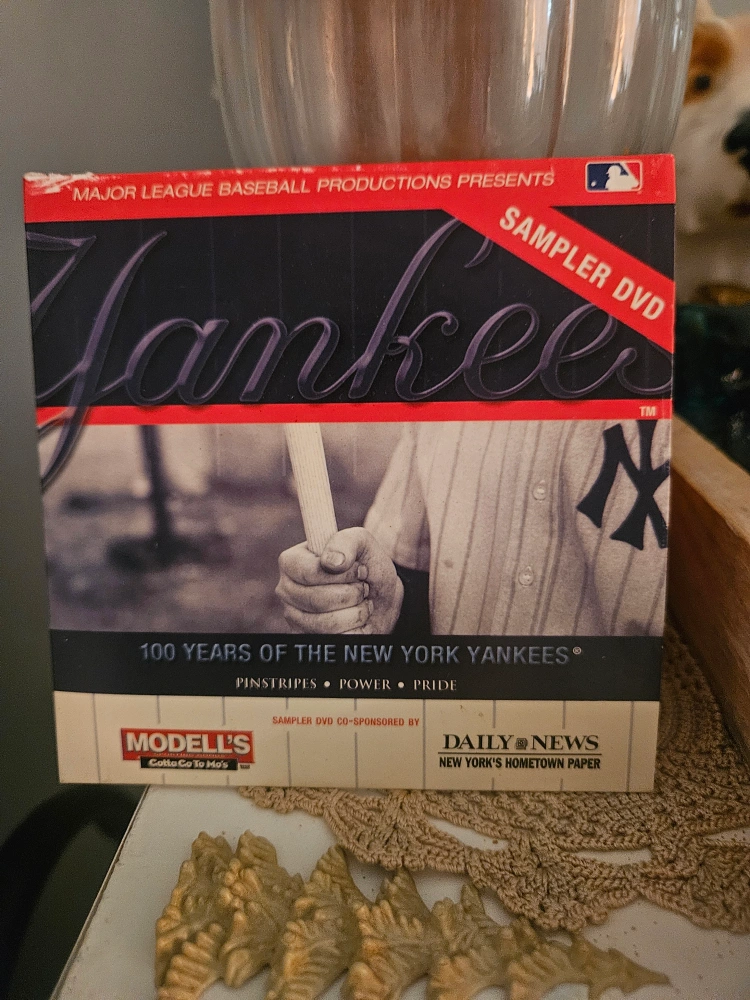 MAJOR LEAGUE BASEBALL PRODUCTIONS PRESENTS
SAMPLER DVD
Yankees
TM
NY
100 YEARS OF THE NEW YORK YANKEES®
PINSTRIPES • POWER • PRIDE
SAMPLER DVD CO-SPONSORED BY
MODELL'S
Gotta Go To Mo's
DAILY NEWS
NEW YORK'S HOMETOWN PAPER